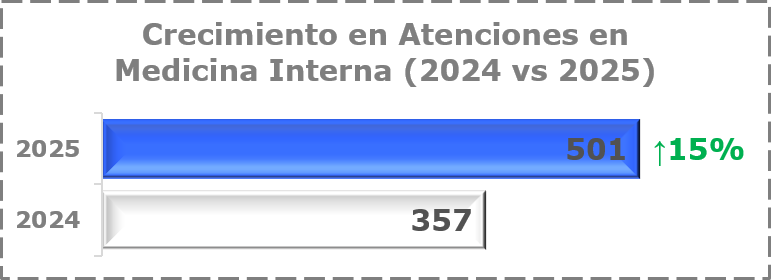 Crecimiento en Atenciones en
Medicina Interna (2024 vs 2025)
2025 501 ↑15%
2024 357